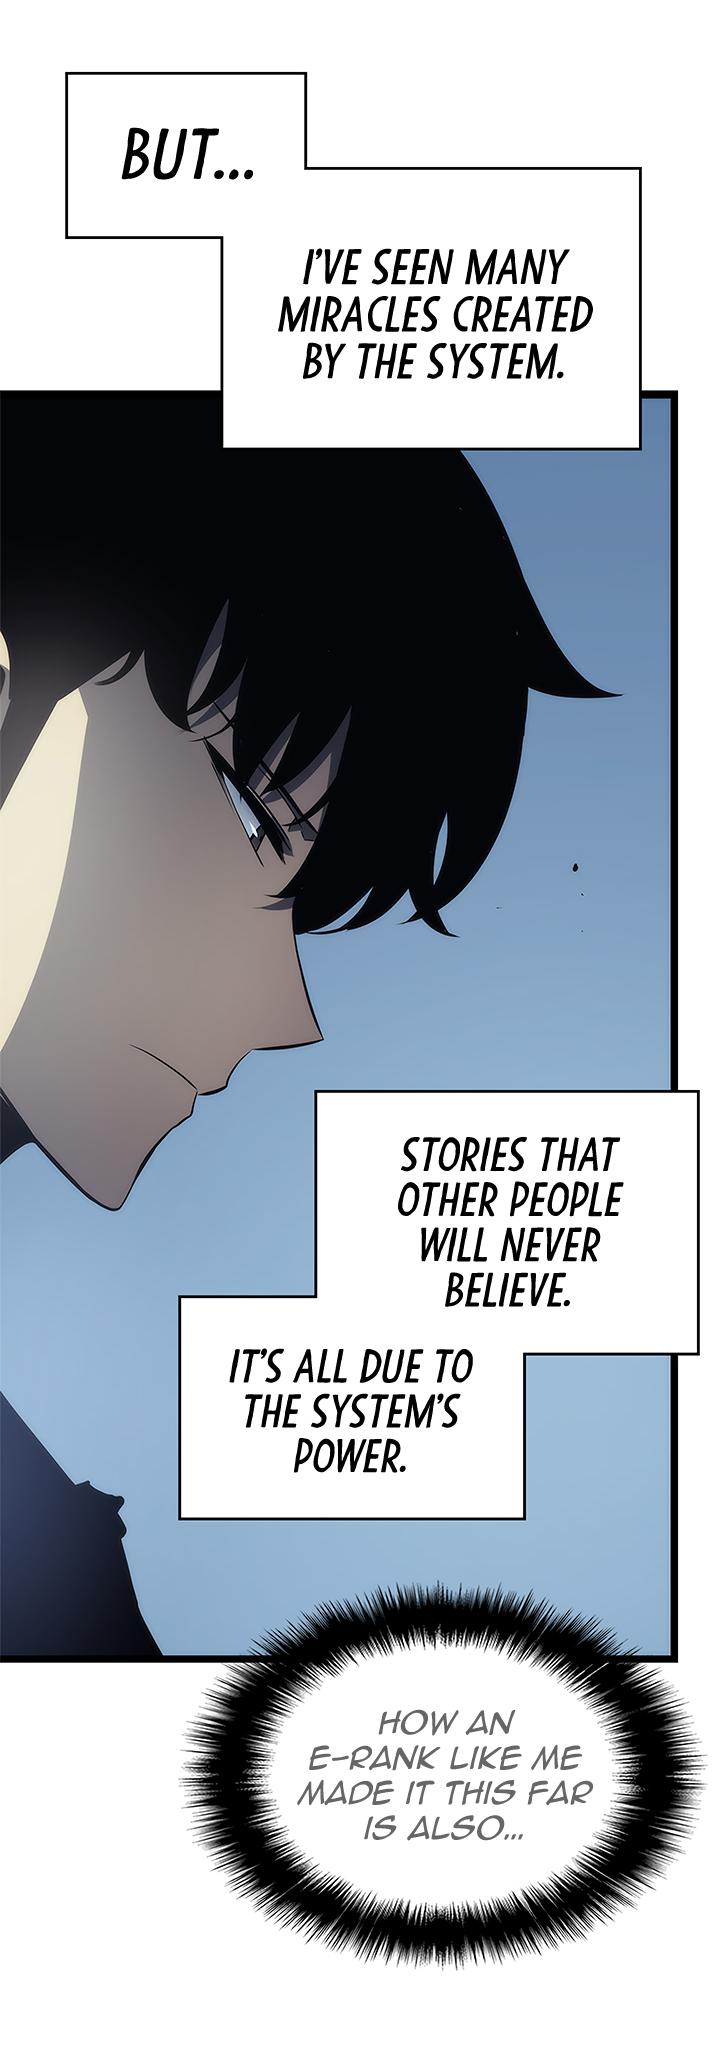 BUT...
I'VE SEEN MANY
MIRACLES CREATED
BY THE SYSTEM.
STORIES THAT
OTHER PEOPLE
WILL NEVER
BELIEVE.
IT'S ALL DUE TO
THE SYSTEM'S
POWER.
HOW AN
E-RANK LIKE ME
MADE IT THIS FAR
IS ALSO...